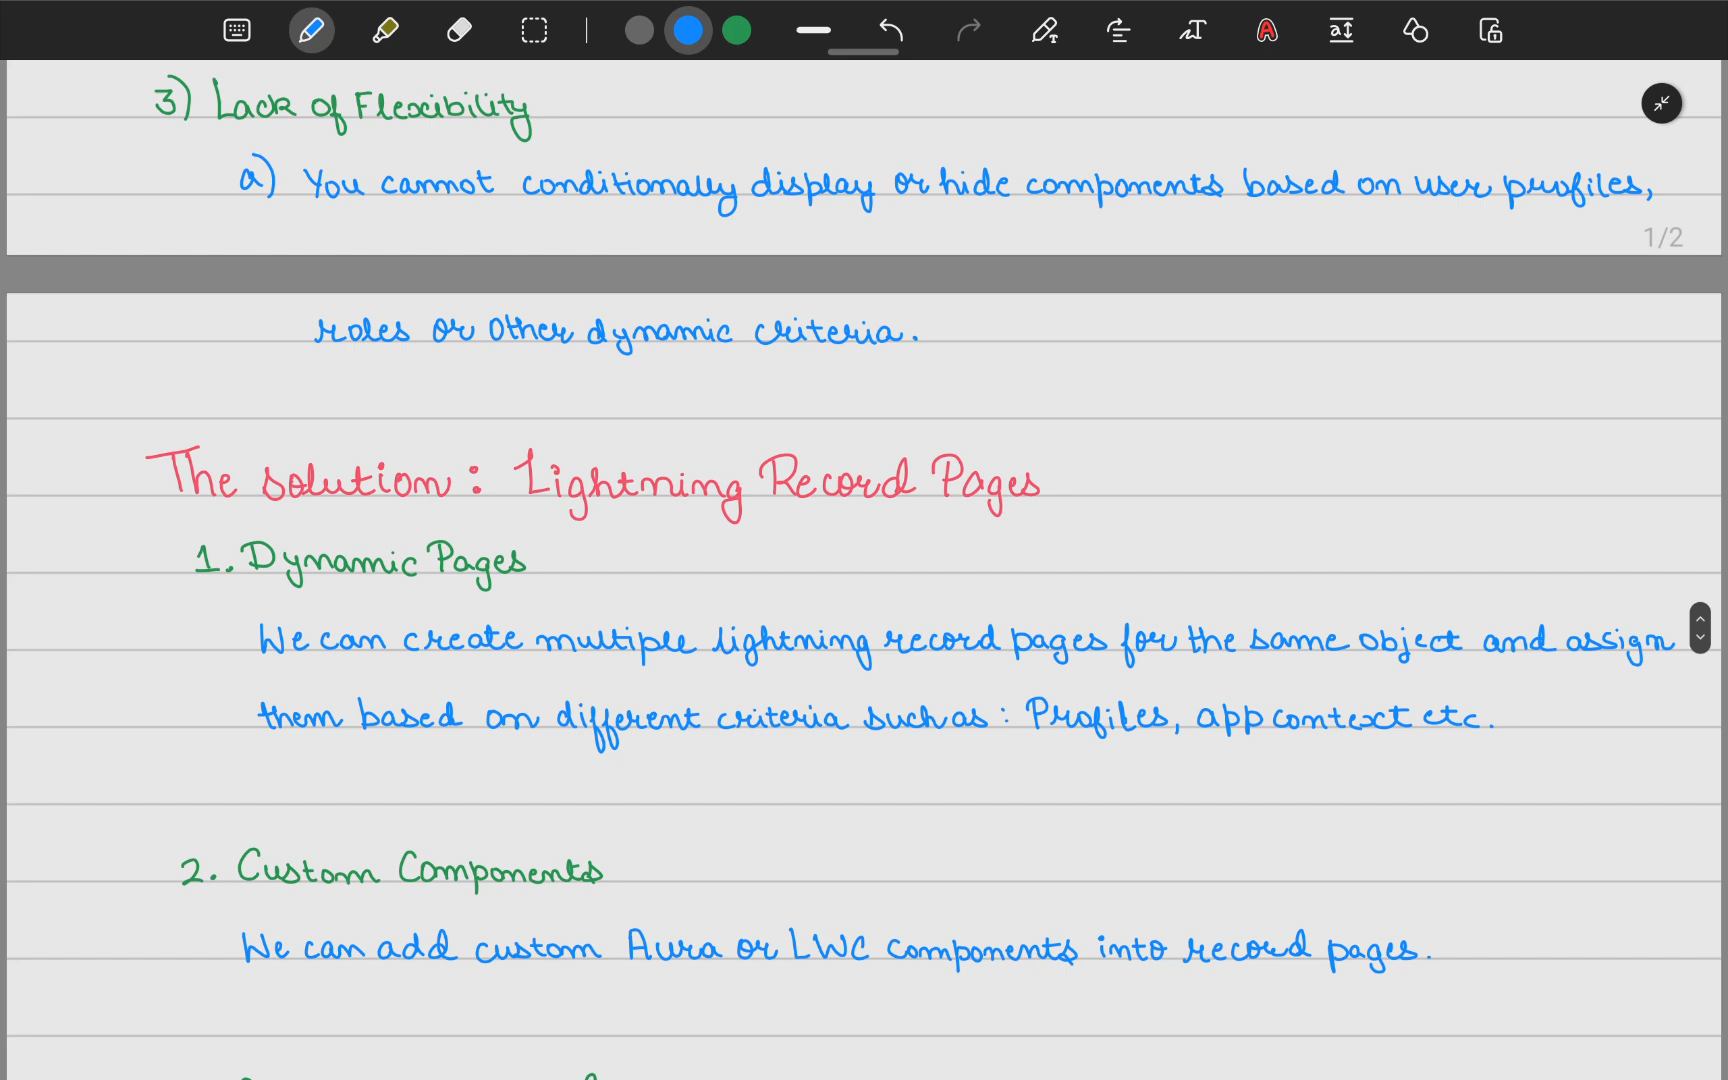 3) Lack of Flexibility
a) You cannot conditionally display or hide components based on user profiles,
1/2
roles or other dynamic criteria.
The solution : Lightning Record Pages
1. Dynamic Pages
We can create multiple lightning record pages for the same object and assign
them based on different criteria such as : Profiles, app context etc.
2. Custom Components
We can add custom Aura or LWC components into record pages.